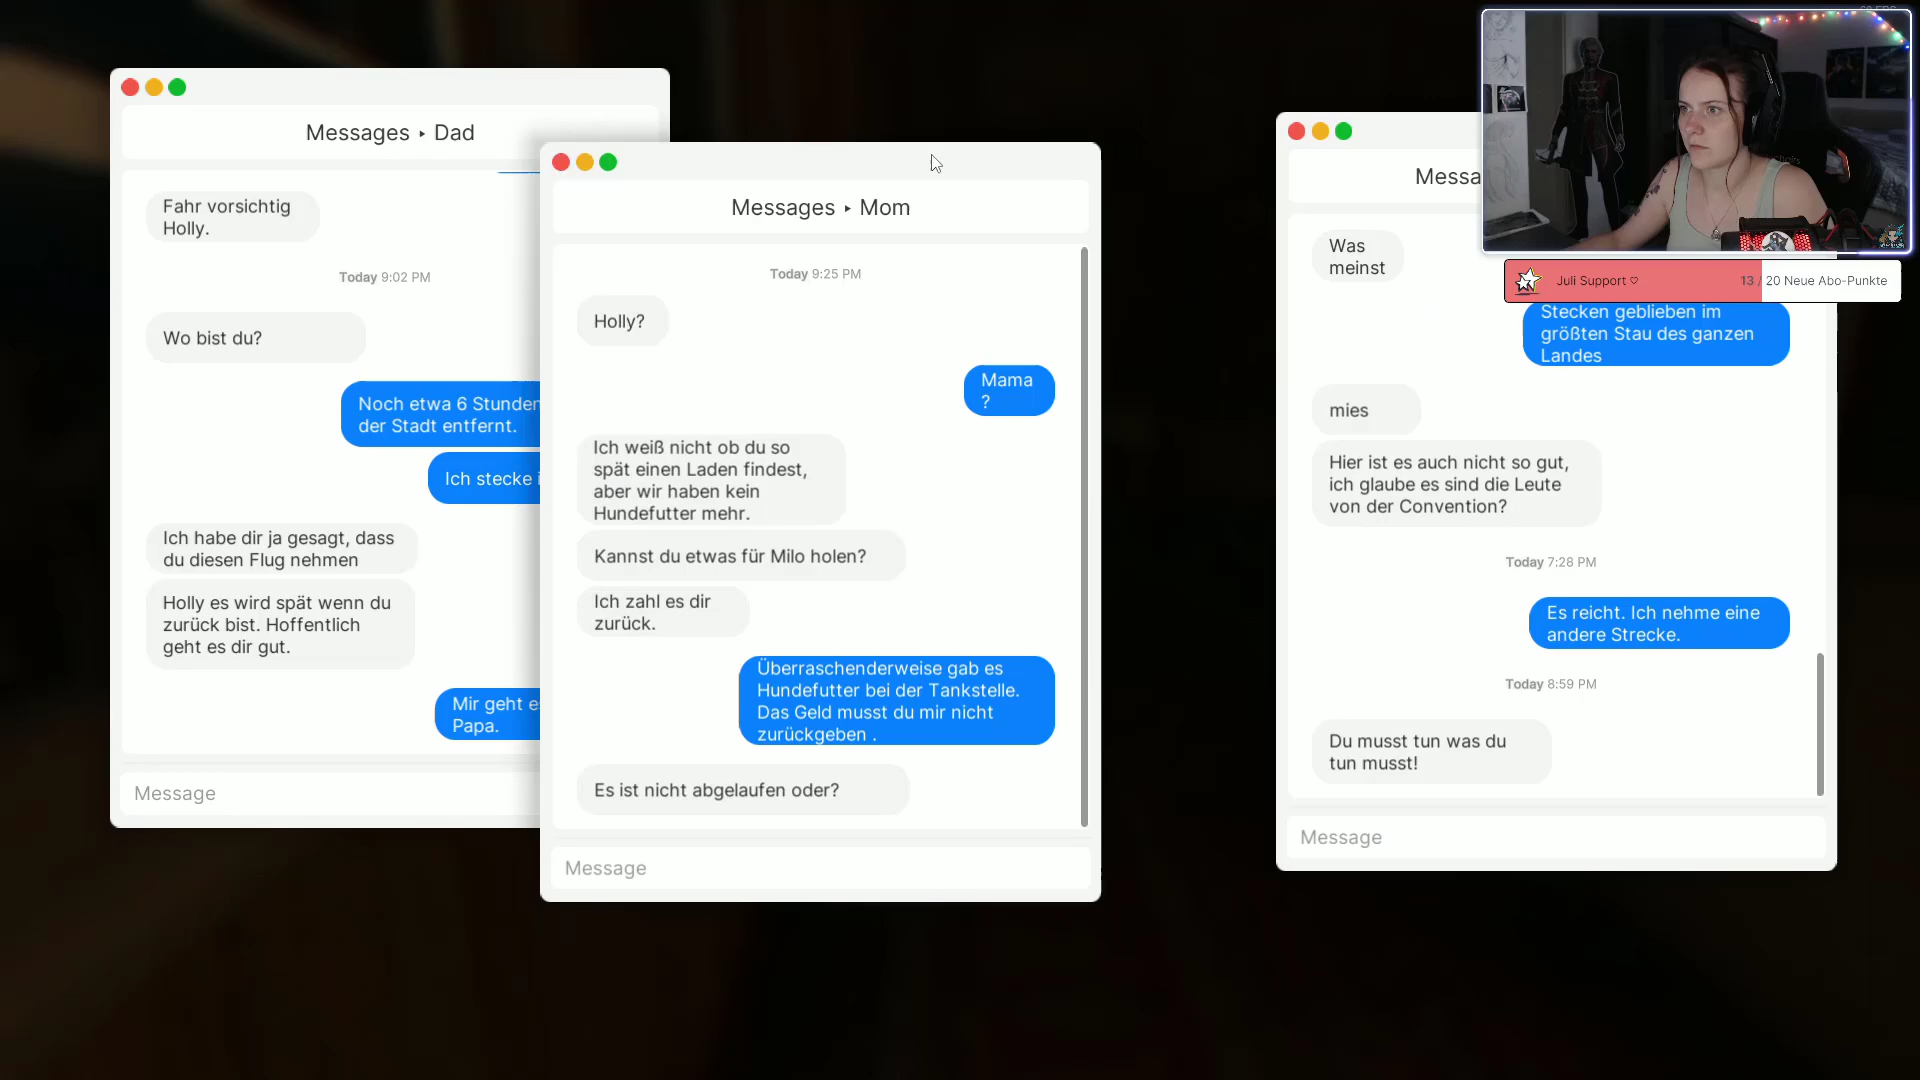 Messages ‣ Dad
Fahr vorsichtig
Holly.
Today 9:02 PM
Wo bist du?
Noch etwa 6 Stunden
der Stadt entfernt.
Ich stecke
Ich habe dir ja gesagt, dass
du diesen Flug nehmen
Holly es wird spät wenn du
zurück bist. Hoffentlich
geht es dir gut.
Mir geht
Papa.
Message
Messages ‣ Mom
Today 9:25 PM
Holly?
Mama
?
Ich weiß nicht ob du so
spät einen Laden findest,
aber wir haben kein
Hundefutter mehr.
Kannst du etwas für Milo holen?
Ich zahl es dir
zurück.
Überraschenderweise gab es
Hundefutter bei der Tankstelle.
Das Geld musst du mir nicht
zurückgeben .
Es ist nicht abgelaufen oder?
Message
Messa
Was
meinst
Stecken geblieben im
größten Stau des ganzen
Landes
mies
Hier ist es auch nicht so gut,
ich glaube es sind die Leute
von der Convention?
Today 7:28 PM
Es reicht. Ich nehme eine
andere Strecke.
Today 8:59 PM
Du musst tun was du
tun musst!
Message
Juli Support ♡
13 / 20 Neue Abo-Punkte